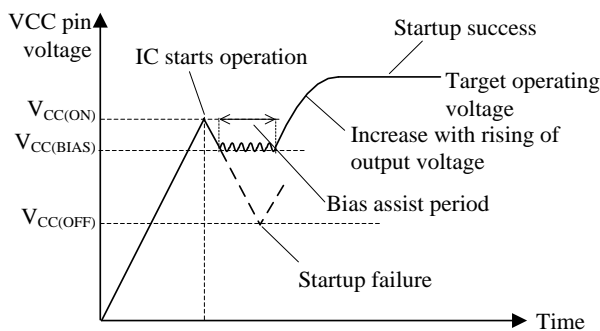 VCC pin
voltage
Startup success
IC starts operation
Target operating
voltage
VCC(ON)
Increase with rising of
output voltage
VCC(BIAS)
Bias assist period
VCC(OFF)
Startup failure
Time